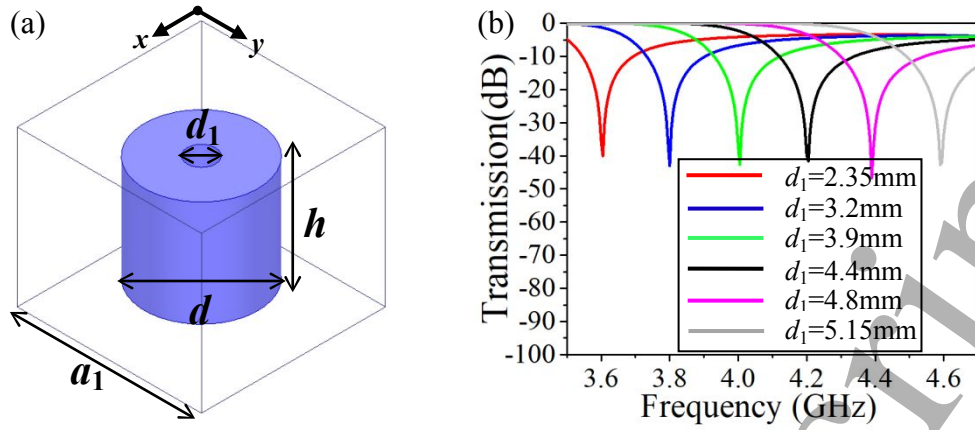 (a)
x
y
d₁
h
d
a₁
(b)
Transmission(dB)
0
-10
-20
-30
-40
-50
-60
-70
-80
-90
-100
d₁=2.35mm
d₁=3.2mm
d₁=3.9mm
d₁=4.4mm
d₁=4.8mm
d₁=5.15mm
3.6 3.8 4.0 4.2 4.4 4.6
Frequency (GHz)